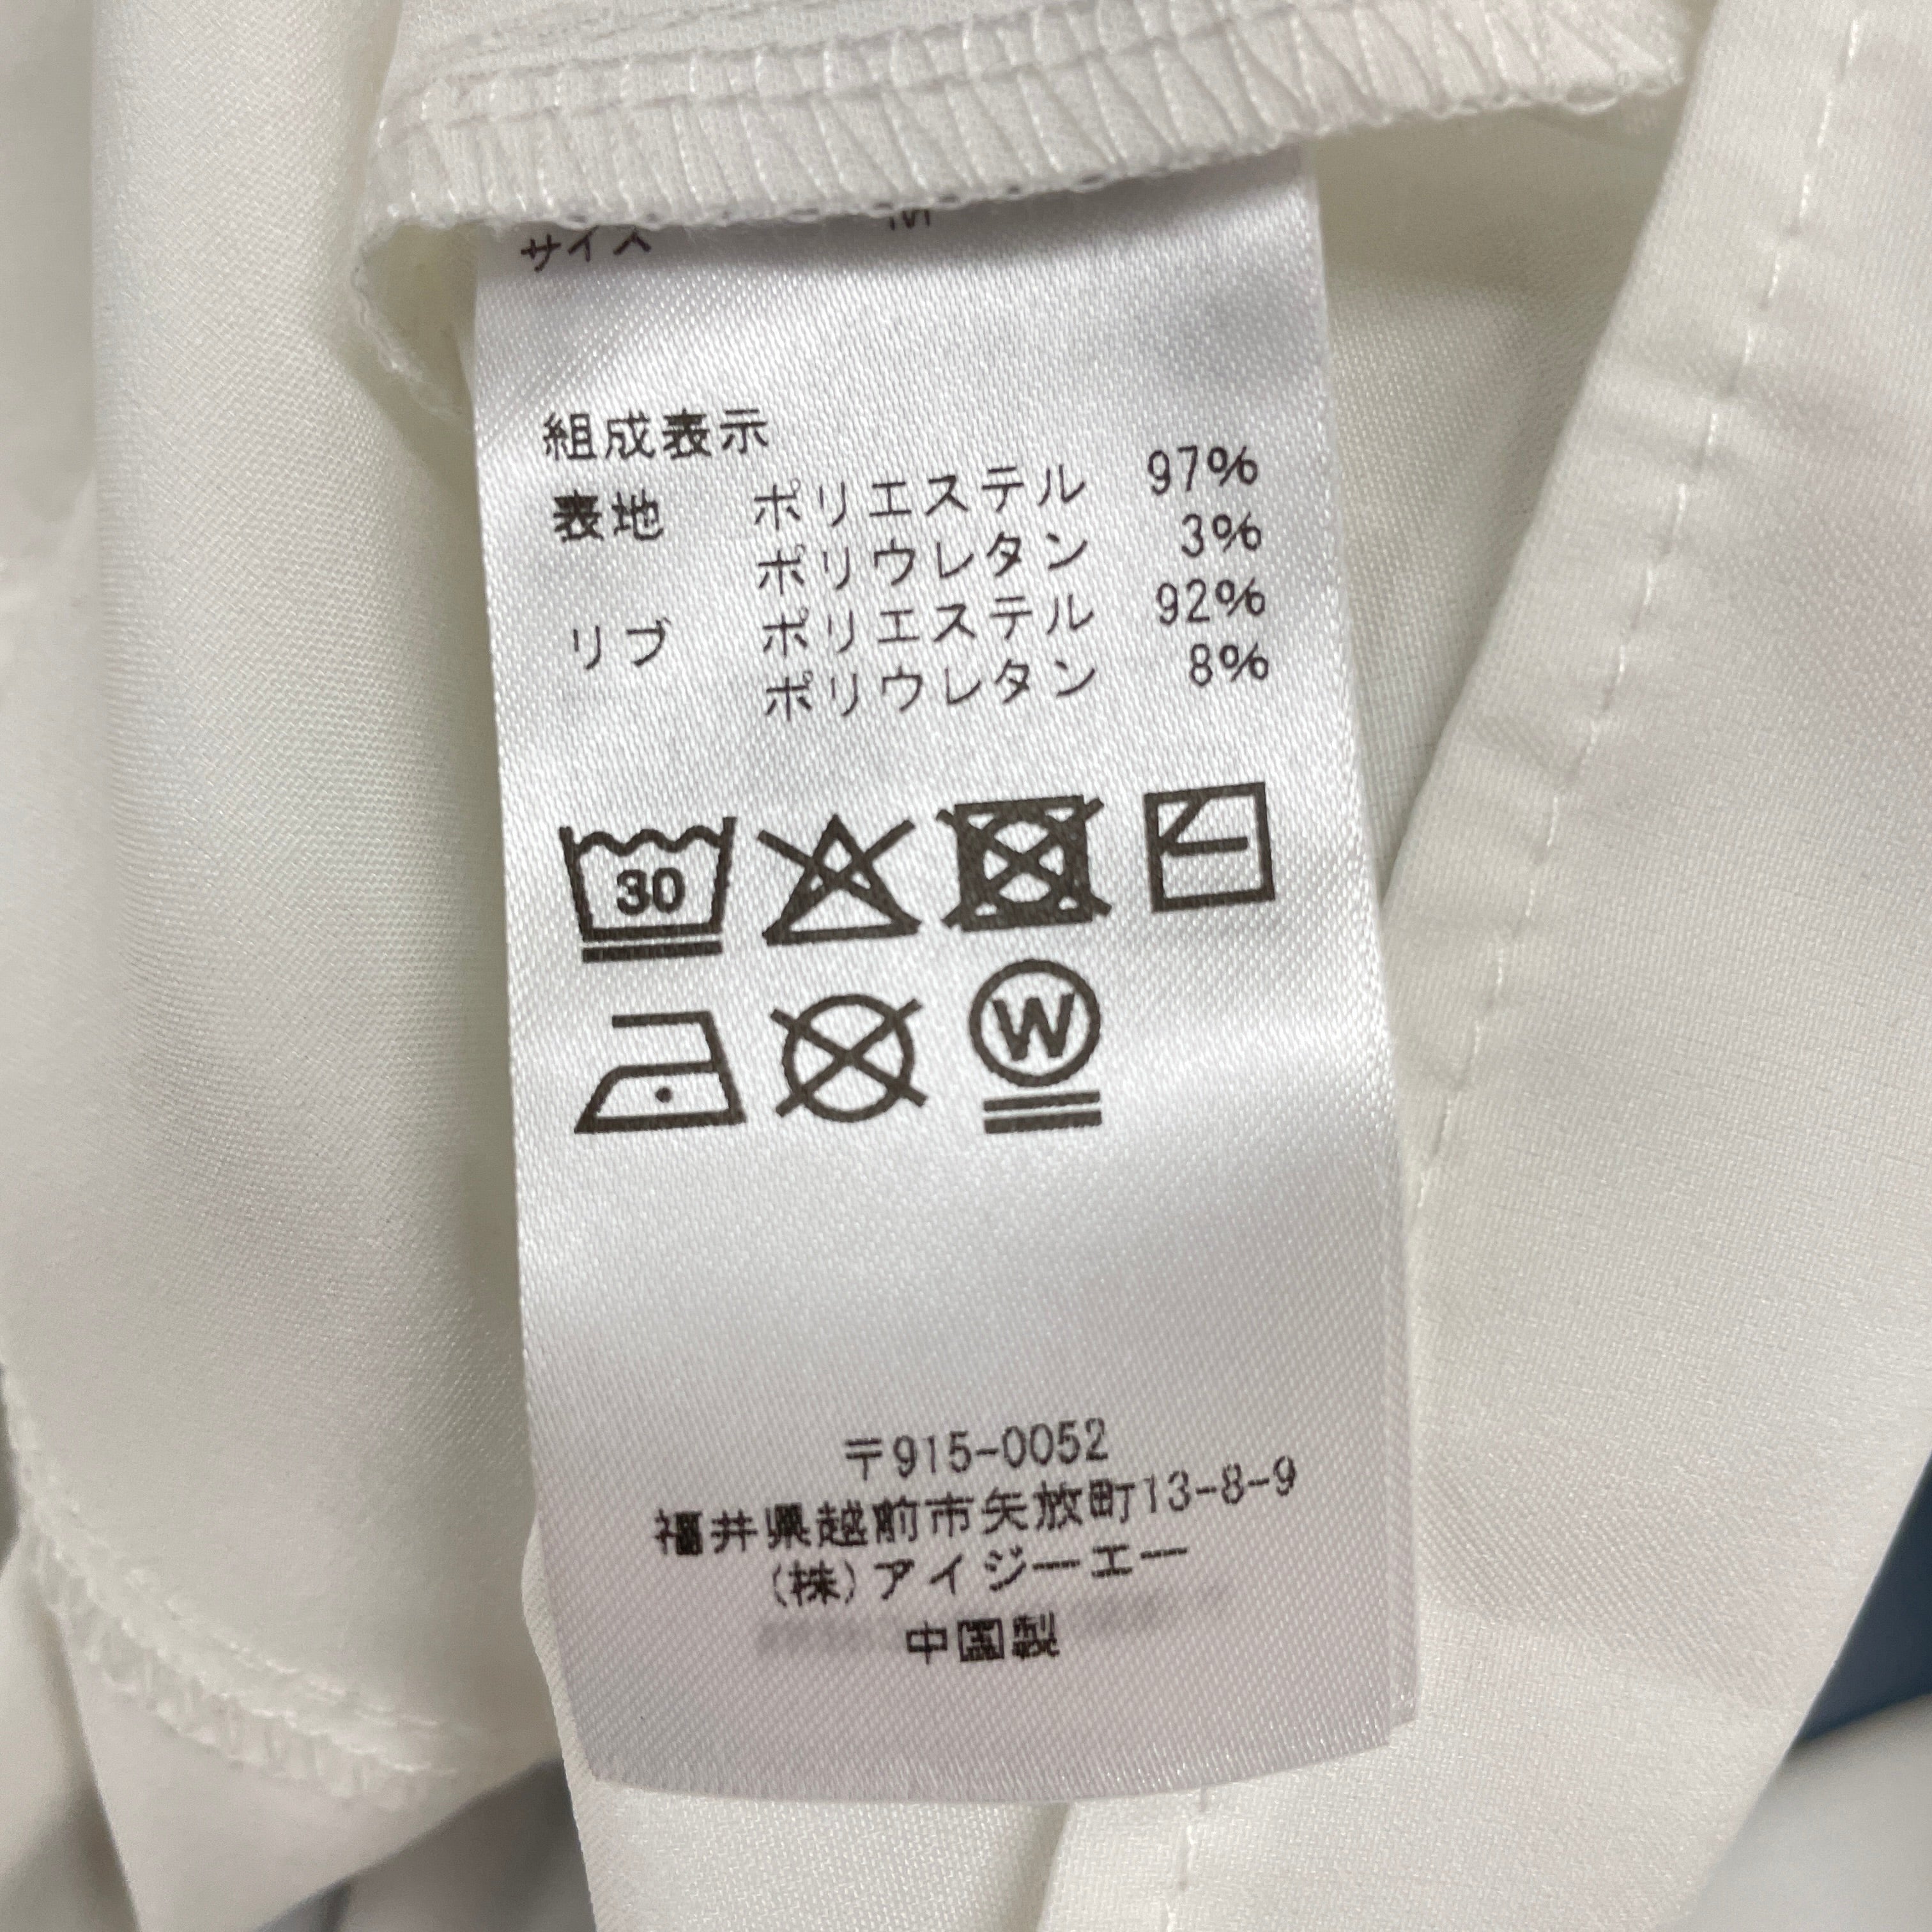 サイズ M
組成表示
表地 ポリエステル 97%
ポリウレタン 3%
リブ ポリエステル 92%
ポリウレタン 8%
30
W
〒915-0052
福井県越前市矢放町13-8-9
(株)アイジーエー
中国製